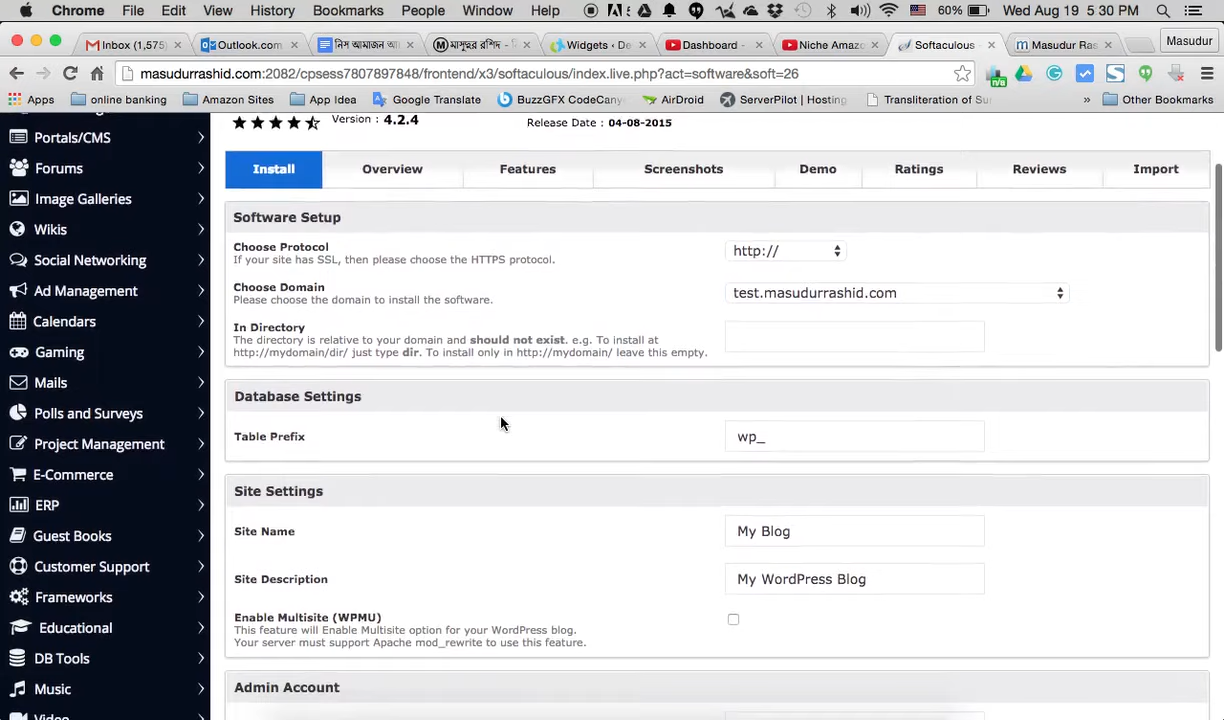 Chrome File Edit View History Bookmarks People Window Help 60% Wed Aug 19 5:30 PM
Inbox (1,575) Outlook.com নিস আমাজন আ মাসুদুর রশিদ - Widgets ‹ De Dashboard - Niche Amaz Softaculous Masudur Ras Masudur
masudurrashid.com:2082/cpsess7807897848/frontend/x3/softaculous/index.live.php?act=software&soft=26
Apps online banking Amazon Sites App Idea Google Translate BuzzGFX CodeCany AirDroid ServerPilot | Hosting Transliteration of Su » Other Bookmarks
Version : 4.2.4
Release Date : 04-08-2015
Portals/CMS
Forums
Image Galleries
Wikis
Social Networking
Ad Management
Calendars
Gaming
Mails
Polls and Surveys
Project Management
E-Commerce
ERP
Guest Books
Customer Support
Frameworks
Educational
DB Tools
Music
Install Overview Features Screenshots Demo Ratings Reviews Import
Software Setup
Choose Protocol
If your site has SSL, then please choose the HTTPS protocol.
http://
Choose Domain
Please choose the domain to install the software.
test.masudurrashid.com
In Directory
The directory is relative to your domain and should not exist. e.g. To install at
http://mydomain/dir/ just type dir. To install only in http://mydomain/ leave this empty.
Database Settings
Table Prefix
wp_
Site Settings
Site Name
My Blog
Site Description
My WordPress Blog
Enable Multisite (WPMU)
This feature will Enable Multisite option for your WordPress blog.
Your server must support Apache mod_rewrite to use this feature.
Admin Account